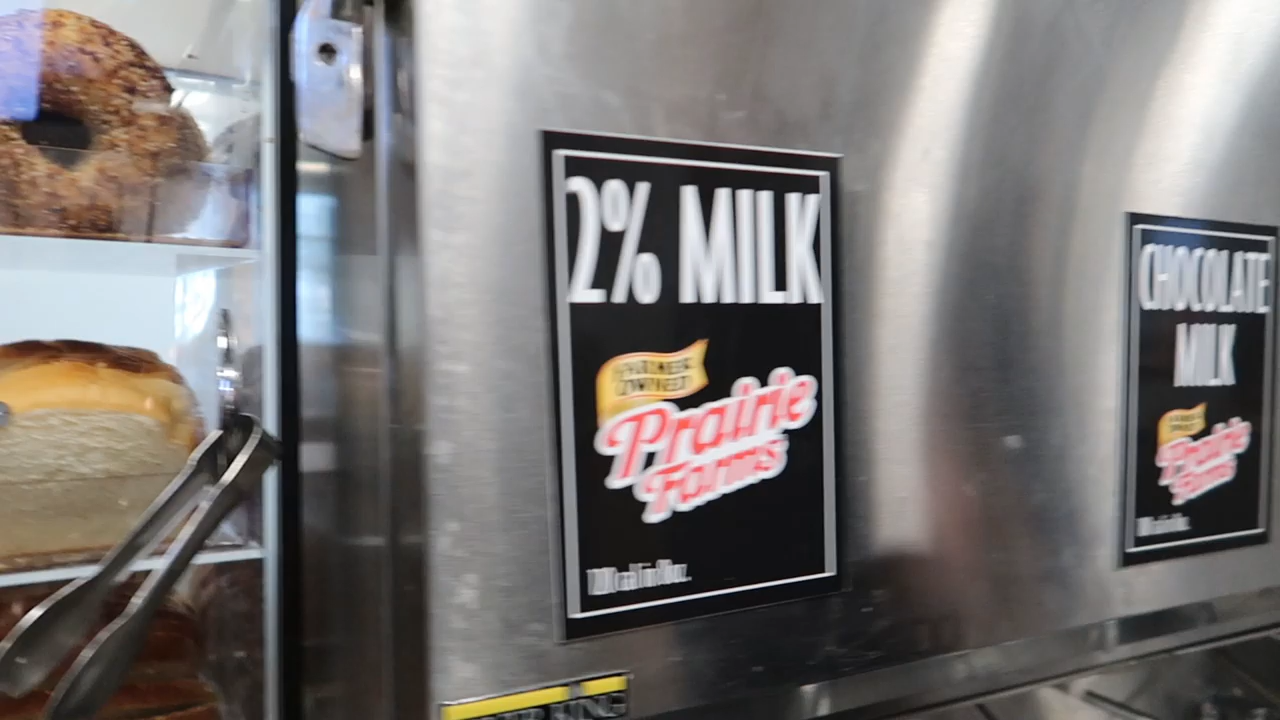 2% MILK
FARMER
OWNED
Prairie
Farms
CHOCOLATE
MILK
Prairie
Farms